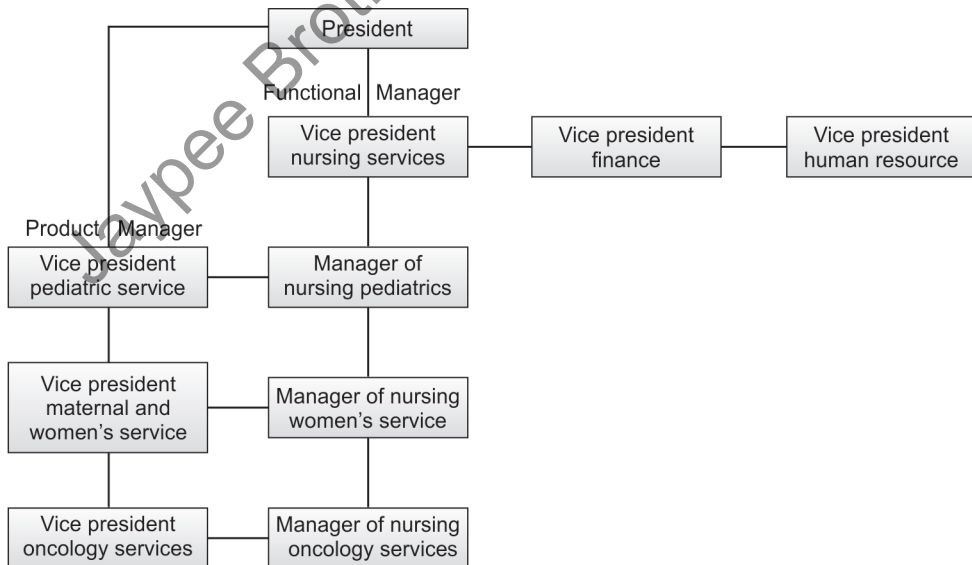 President
Functional Manager
Vice president
nursing services
Vice president
finance
Vice president
human resource
Product Manager
Vice president
pediatric service
Manager of
nursing pediatrics
Vice president
maternal and
women’s service
Manager of nursing
women’s service
Vice president
oncology services
Manager of nursing
oncology services
Jaypee